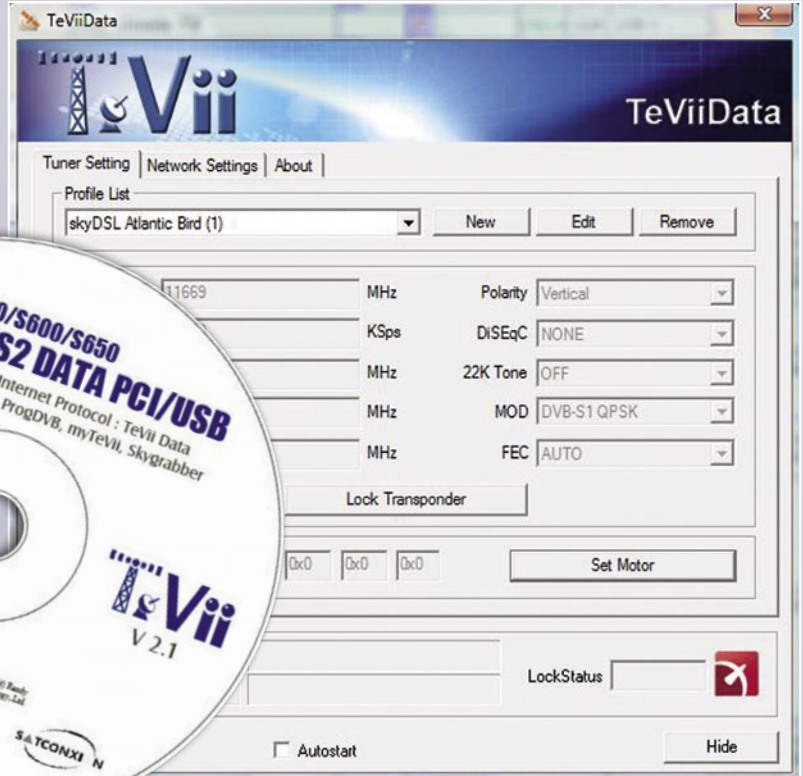 TeViiData
TeVii
TeViiData
Tuner Setting
Network Settings
About
Profile List
skyDSL Atlantic Bird (1)
New
Edit
Remove
11669
MHz
Polarity
Vertical
KSps
DiSEqC
NONE
MHz
22K Tone
OFF
MHz
MOD
DVB-S1 QPSK
MHz
FEC
AUTO
Lock Transponder
0x0
0x0
0x0
Set Motor
LockStatus
Autostart
Hide
/S600/S650
S2 DATA PCI/USB
Internet Protocol : TeVii Data
ProgDVB, myTeVii, Skygrabber
TeVii
V 2.1
SATCONXION